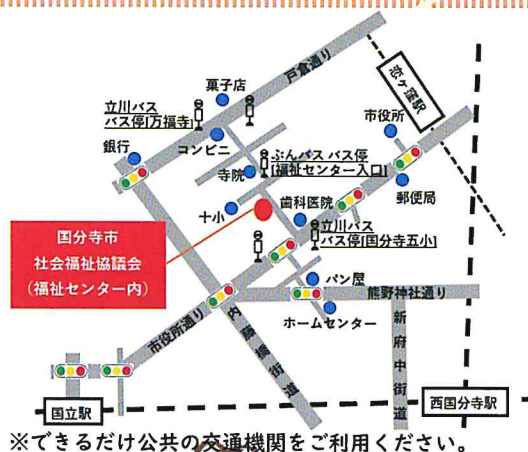 戸倉通り
菓子店
恋ヶ窪駅
立川バス
バス停[万福寺]
市役所
銀行
コンビニ
ぶんバス バス停
[福祉センター入口]
寺院
郵便局
十小
歯科医院
立川バス
バス停[国分寺五小]
国分寺市
社会福祉協議会
(福祉センター内)
パン屋
熊野神社通り
ホームセンター
市役所通り
内藤橋街道
新府中街道
国立駅
西国分寺駅
※できるだけ公共の交通機関をご利用ください。